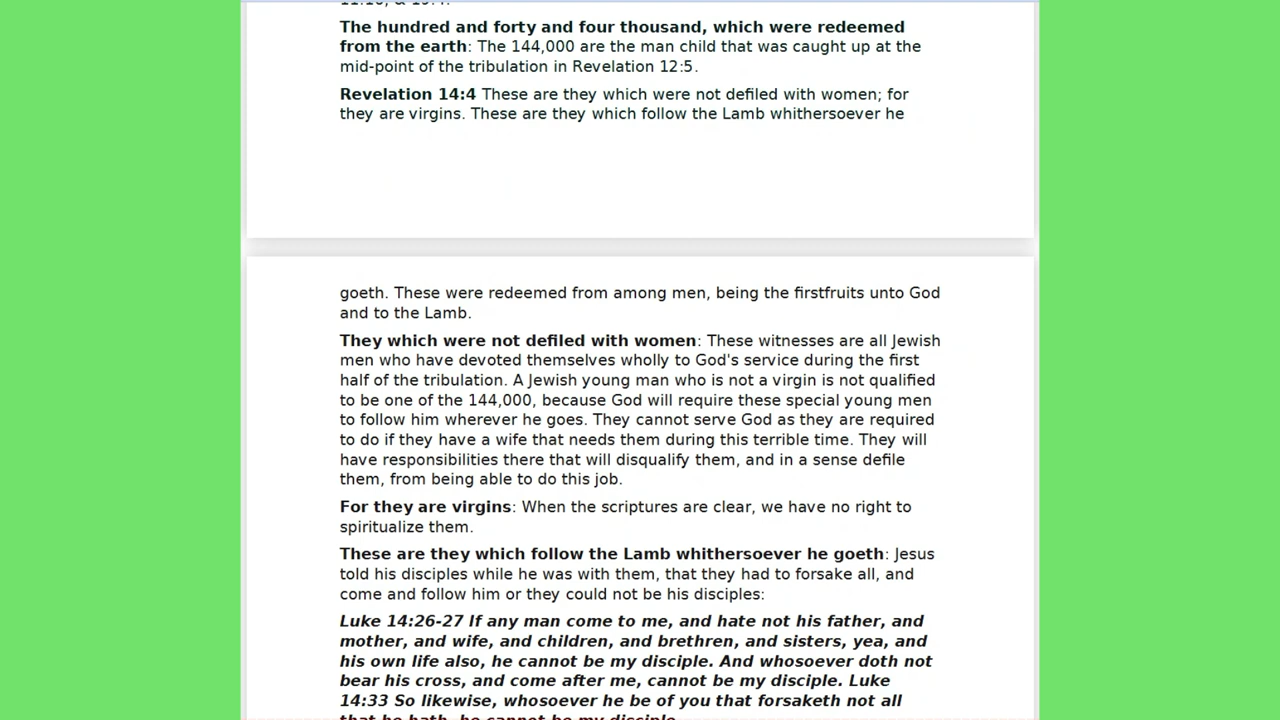 The hundred and forty and four thousand, which were redeemed
from the earth: The 144,000 are the man child that was caught up at the
mid-point of the tribulation in Revelation 12:5.
Revelation 14:4 These are they which were not defiled with women; for
they are virgins. These are they which follow the Lamb whithersoever he
goeth. These were redeemed from among men, being the firstfruits unto God
and to the Lamb.
They which were not defiled with women: These witnesses are all Jewish
men who have devoted themselves wholly to God's service during the first
half of the tribulation. A Jewish young man who is not a virgin is not qualified
to be one of the 144,000, because God will require these special young men
to follow him wherever he goes. They cannot serve God as they are required
to do if they have a wife that needs them during this terrible time. They will
have responsibilities there that will disqualify them, and in a sense defile
them, from being able to do this job.
For they are virgins: When the scriptures are clear, we have no right to
spiritualize them.
These are they which follow the Lamb whithersoever he goeth: Jesus
told his disciples while he was with them, that they had to forsake all, and
come and follow him or they could not be his disciples:
Luke 14:26-27 If any man come to me, and hate not his father, and
mother, and wife, and children, and brethren, and sisters, yea, and
his own life also, he cannot be my disciple. And whosoever doth not
bear his cross, and come after me, cannot be my disciple. Luke
14:33 So likewise, whosoever he be of you that forsaketh not all
that he hath, he cannot be my disciple.